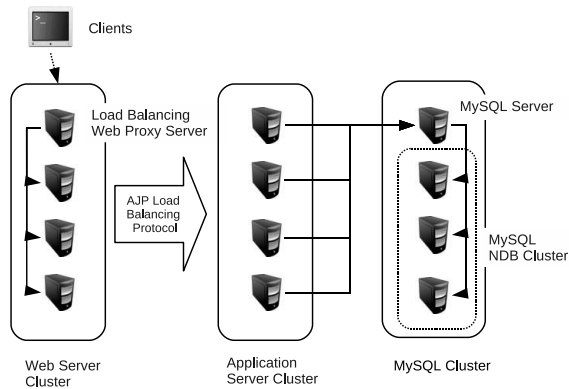 Clients
Load Balancing
Web Proxy Server
MySQL Server
AJP Load
Balancing
Protocol
MySQL
NDB Cluster
Web Server
Cluster
Application
Server Cluster
MySQL Cluster